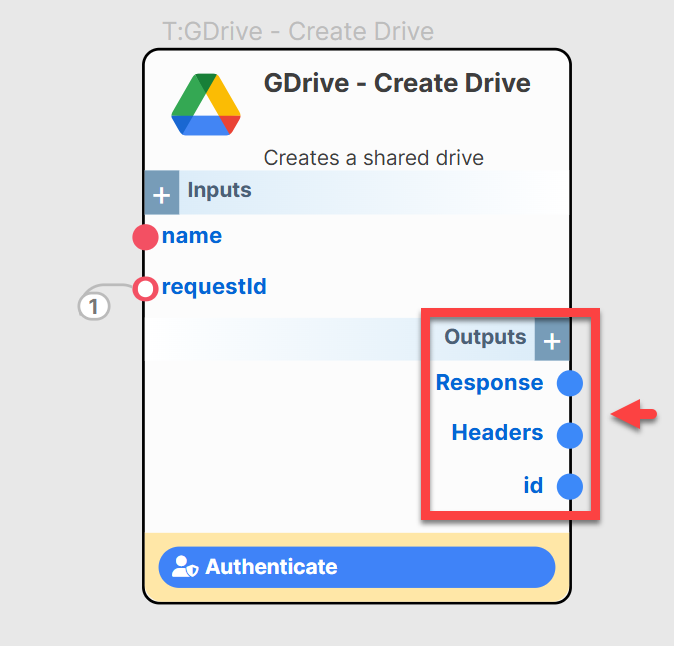 T:GDrive - Create Drive
GDrive - Create Drive
Creates a shared drive
+ Inputs
name
requestId
1
Outputs +
Response
Headers
id
Authenticate